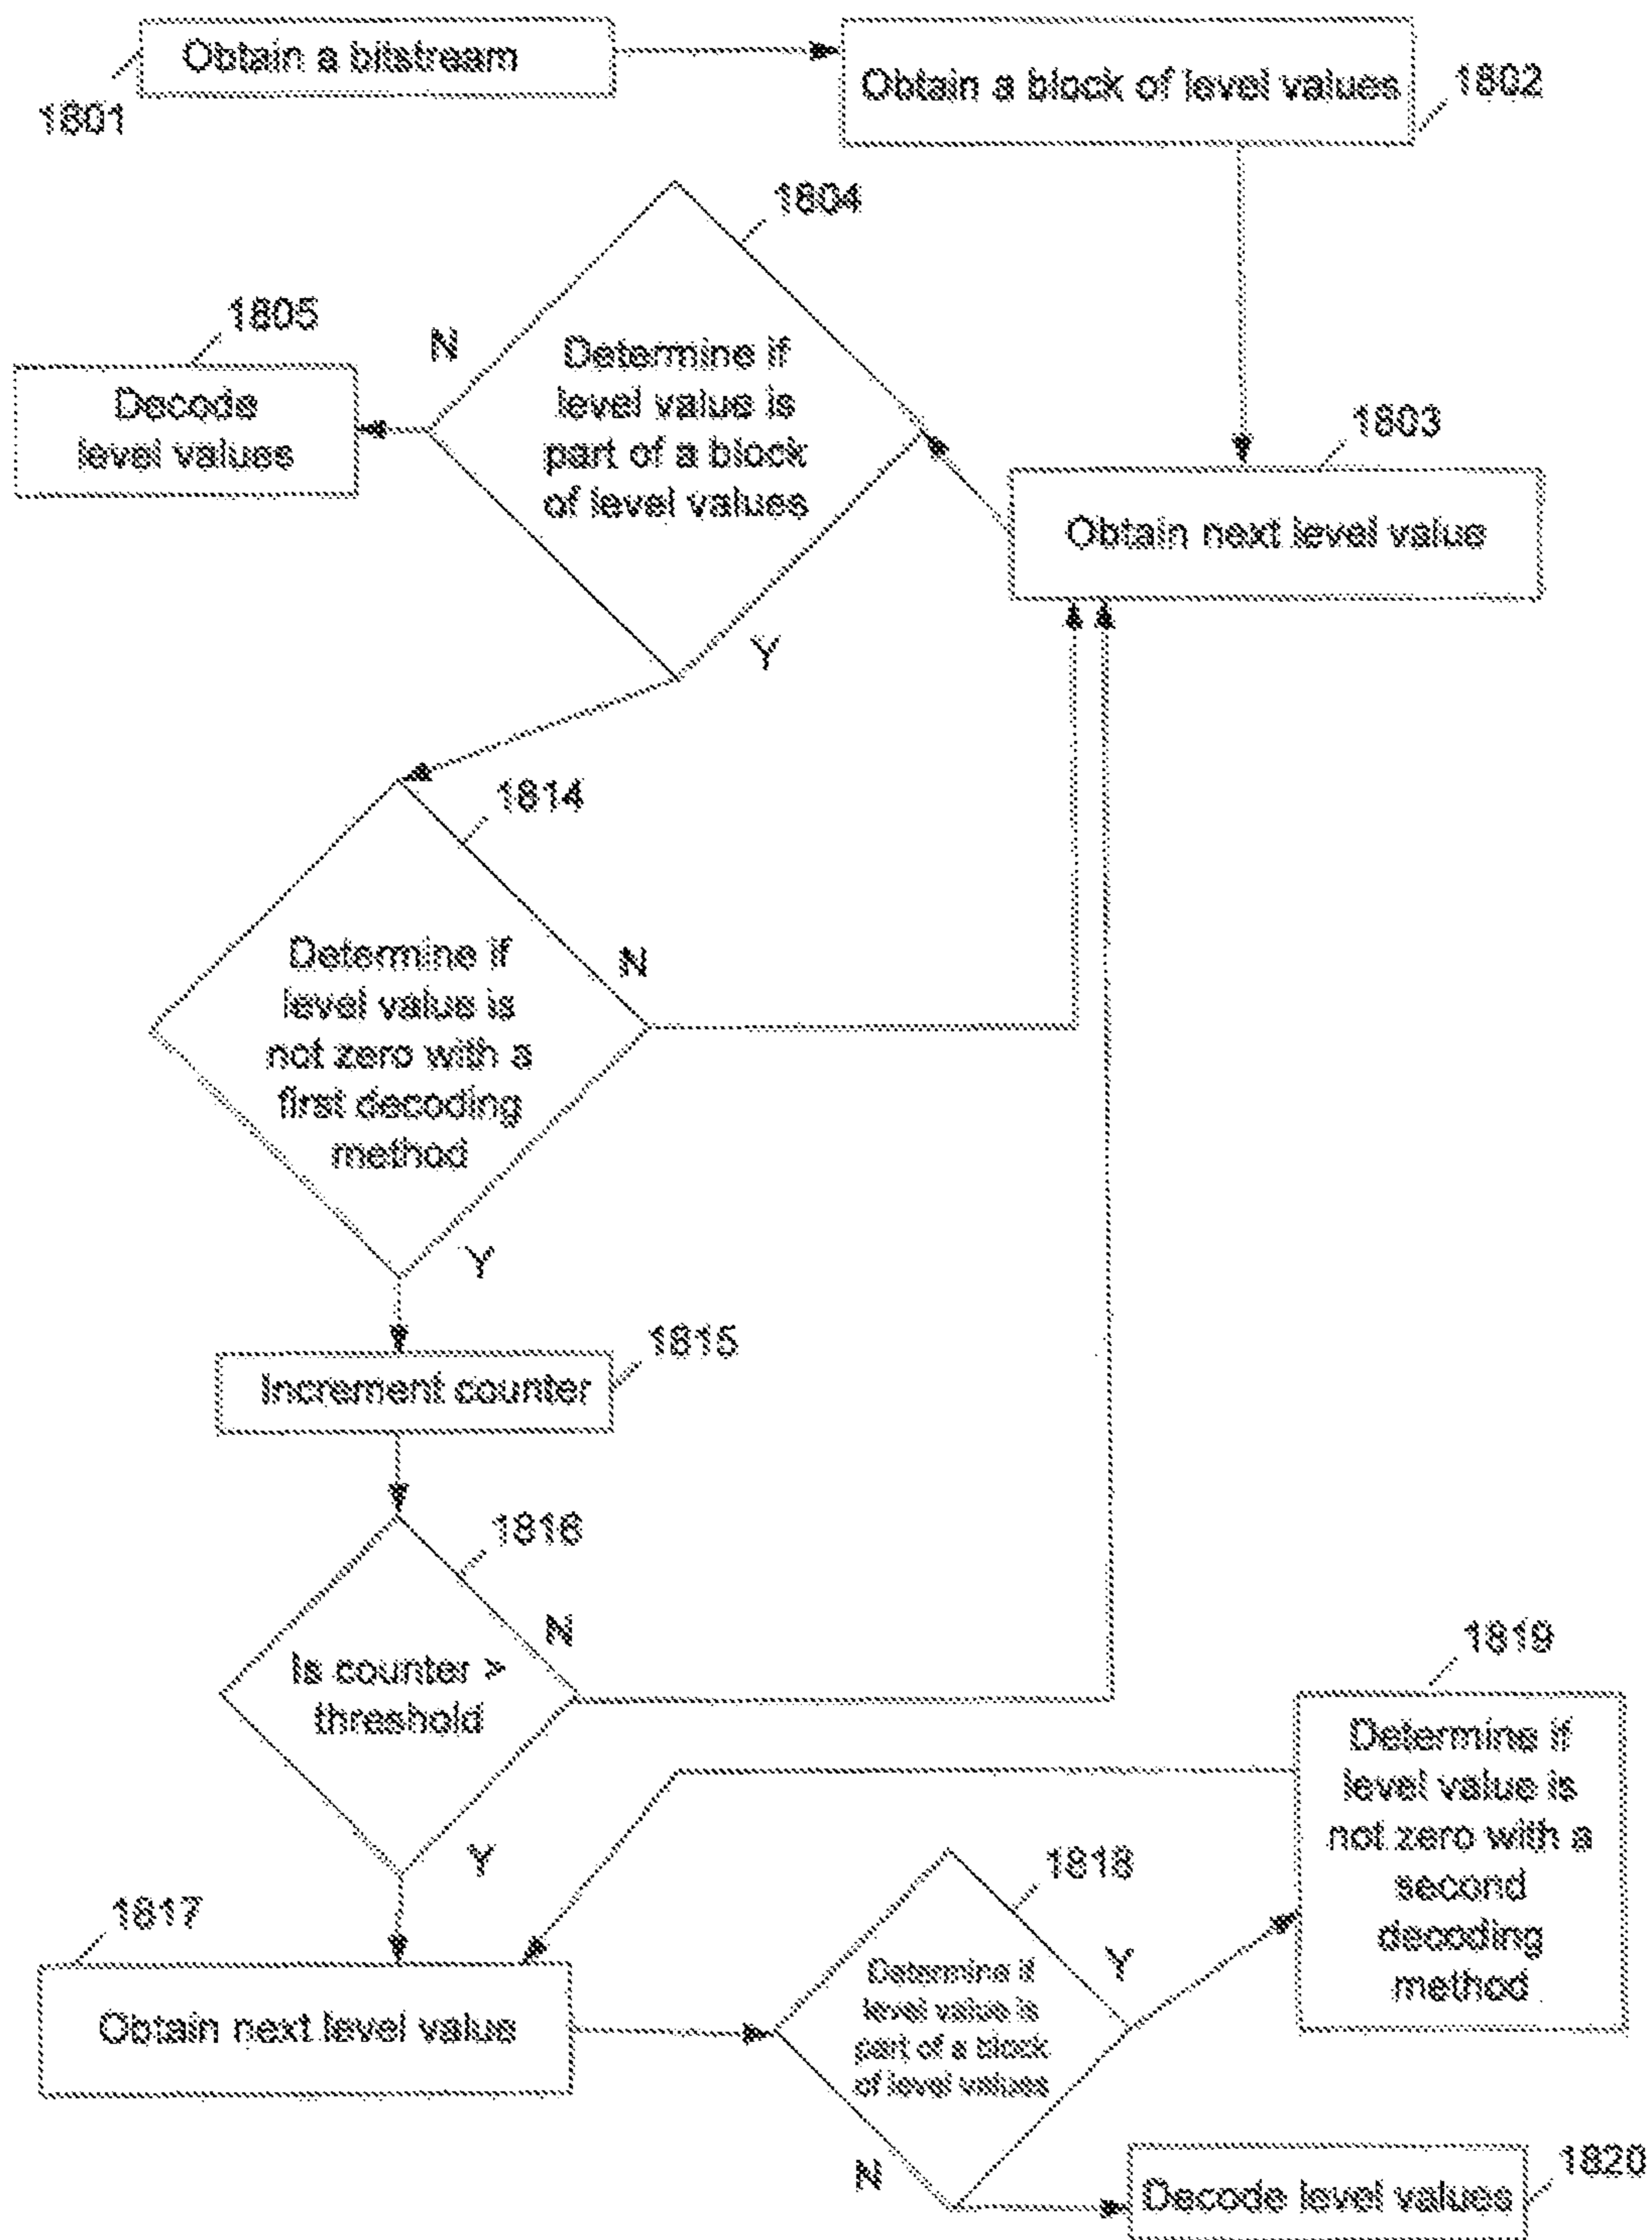 Obtain a bitstream
1801
Obtain a block of level values
1802
1804
Determine if
level value is
part of a block
of level values
N
Y
1805
Decode
level values
1803
Obtain next level value
1814
Determine if
level value is
not zero with a
first decoding
method
N
Y
1815
Increment counter
1816
Is counter >
threshold
N
Y
1817
Obtain next level value
1818
Determine if
level value is
part of a block
of level values
Y
N
1819
Determine if
level value is
not zero with a
second
decoding
method
1820
Decode level values